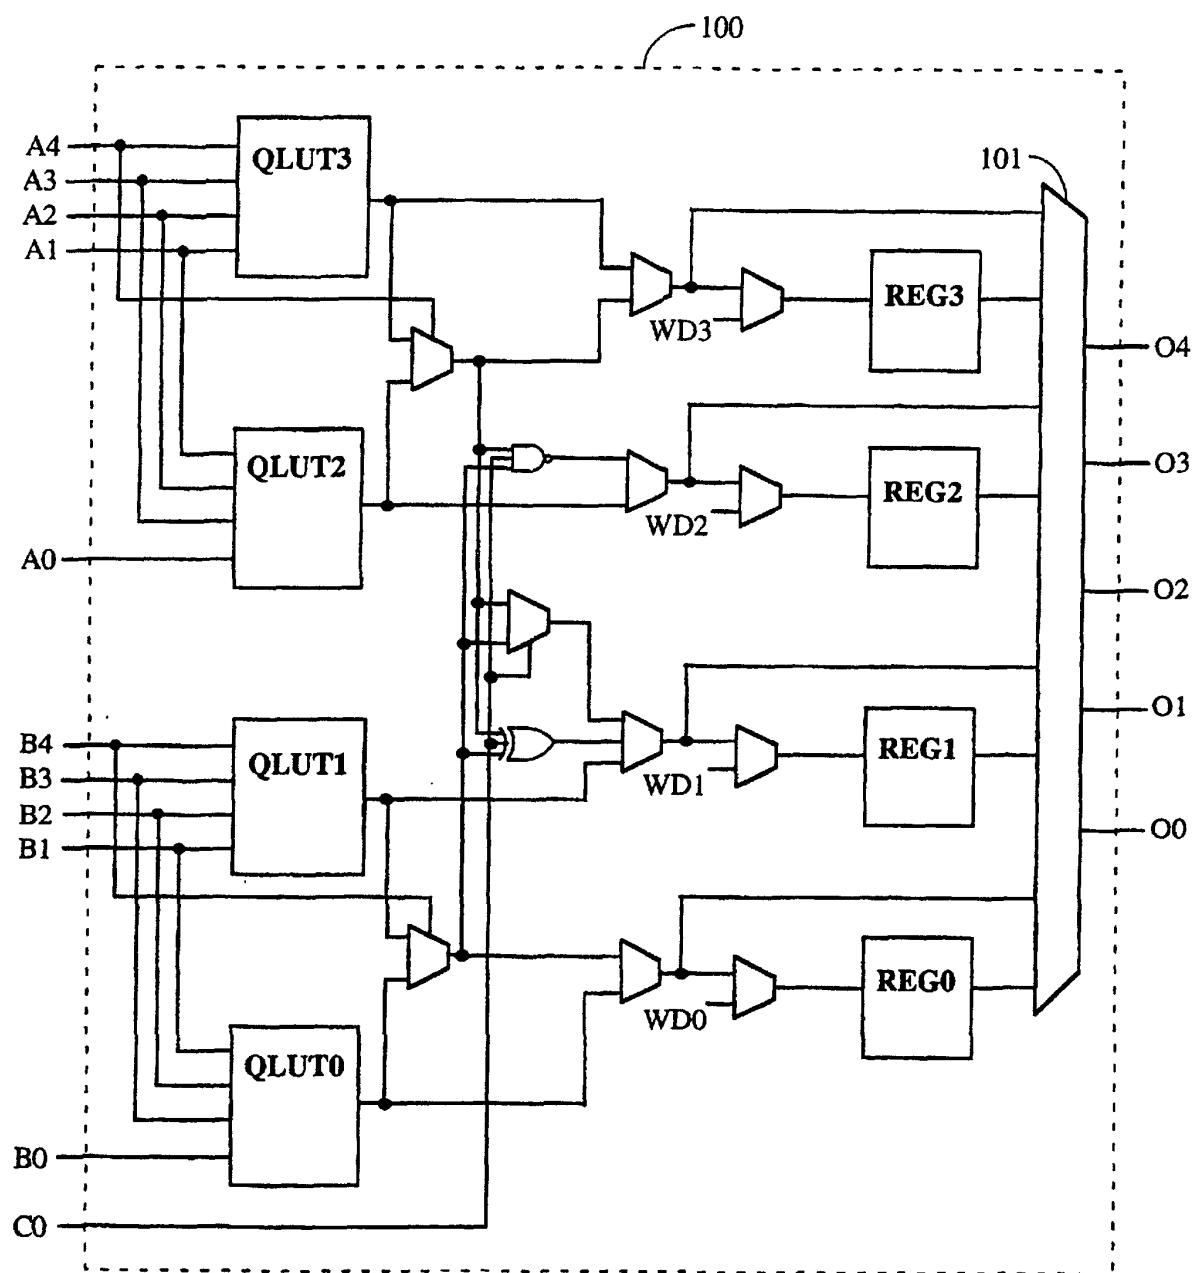 100
101
A4
A3
A2
A1
QLUT3
WD3
REG3
O4
QLUT2
A0
WD2
REG2
O3
O2
B4
B3
B2
B1
QLUT1
WD1
REG1
O1
O0
QLUT0
B0
WD0
REG0
C0